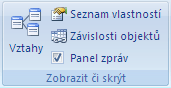 Vztahy
Seznam vlastností
Závislosti objektů
Panel zpráv
Zobrazit či skrýt